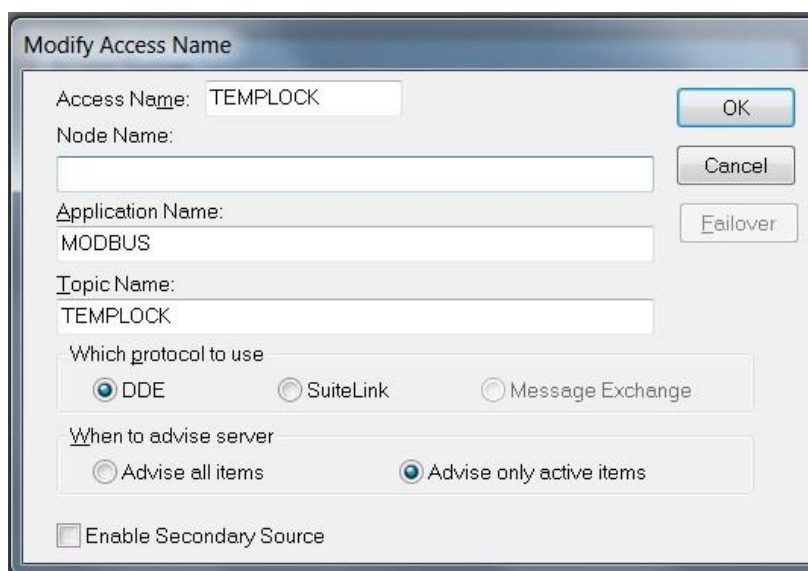 Modify Access Name
Access Name: TEMPLOCK
OK
Node Name:
Cancel
Application Name:
Failover
MODBUS
Topic Name:
TEMPLOCK
Which protocol to use
DDE SuiteLink Message Exchange
When to advise server
Advise all items Advise only active items
Enable Secondary Source